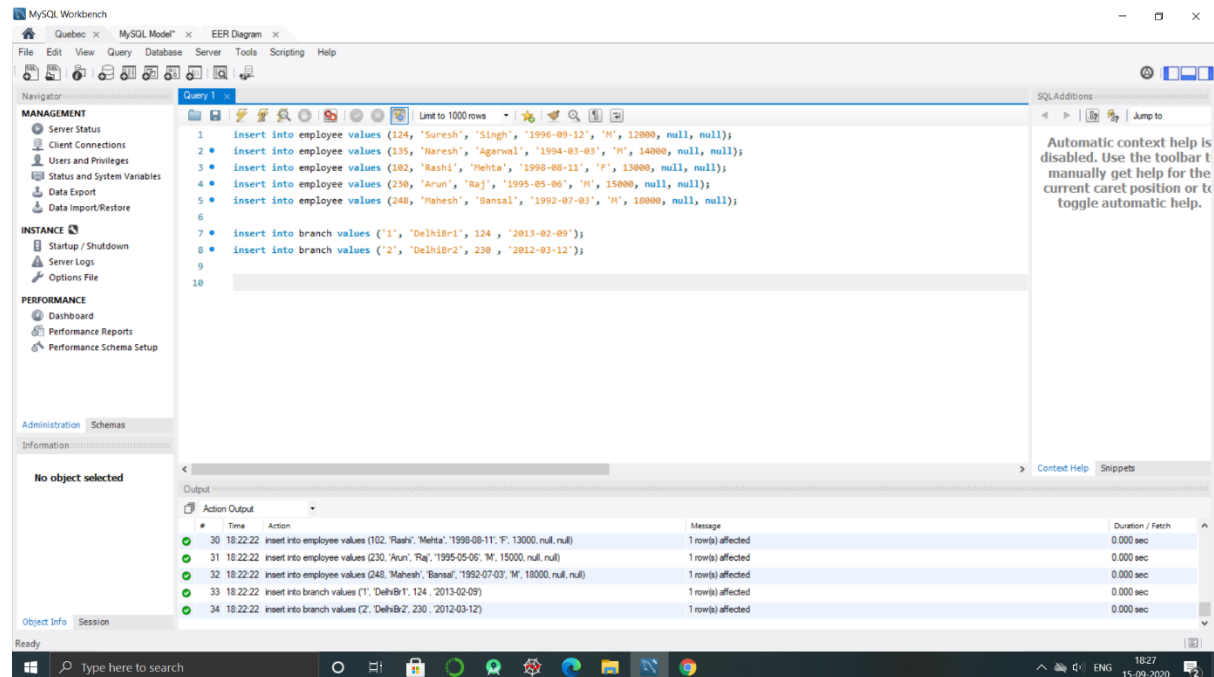 MySQL Workbench
Quebec × MySQL Model* × EER Diagram ×
File Edit View Query Database Server Tools Scripting Help
Navigator
MANAGEMENT
Server Status
Client Connections
Users and Privileges
Status and System Variables
Data Export
Data Import/Restore
INSTANCE
Startup / Shutdown
Server Logs
Options File
PERFORMANCE
Dashboard
Performance Reports
Performance Schema Setup
Administration Schemas
Information
No object selected
Object Info Session
Query 1 ×
Limit to 1000 rows
1 insert into employee values (124, 'Suresh', 'Singh', '1996-09-12', 'M', 12000, null, null);
2 insert into employee values (135, 'Naresh', 'Agarwal', '1994-03-03', 'M', 14000, null, null);
3 insert into employee values (102, 'Rashi', 'Mehta', '1998-08-11', 'F', 13000, null, null);
4 insert into employee values (230, 'Arun', 'Raj', '1995-05-06', 'M', 15000, null, null);
5 insert into employee values (248, 'Mahesh', 'Bansal', '1992-07-03', 'M', 18000, null, null);
6
7 insert into branch values ('1', 'DelhiBr1', 124 , '2013-02-09');
8 insert into branch values ('2', 'DelhiBr2', 230 , '2012-03-12');
9
10
SQLAdditions
Jump to
Automatic context help is
disabled. Use the toolbar t
manually get help for the
current caret position or to
toggle automatic help.
Context Help Snippets
Output
Action Output
# Time Action Message Duration / Fetch
30 18:22:22 insert into employee values (102, 'Rashi', 'Mehta', '1998-08-11', 'F', 13000, null, null) 1 row(s) affected 0.000 sec
31 18:22:22 insert into employee values (230, 'Arun', 'Raj', '1995-05-06', 'M', 15000, null, null) 1 row(s) affected 0.000 sec
32 18:22:22 insert into employee values (248, 'Mahesh', 'Bansal', '1992-07-03', 'M', 18000, null, null) 1 row(s) affected 0.000 sec
33 18:22:22 insert into branch values ('1', 'DelhiBr1', 124 , '2013-02-09') 1 row(s) affected 0.000 sec
34 18:22:22 insert into branch values ('2', 'DelhiBr2', 230 , '2012-03-12') 1 row(s) affected 0.000 sec
Ready
Type here to search
ENG
18:27
15-09-2020
2